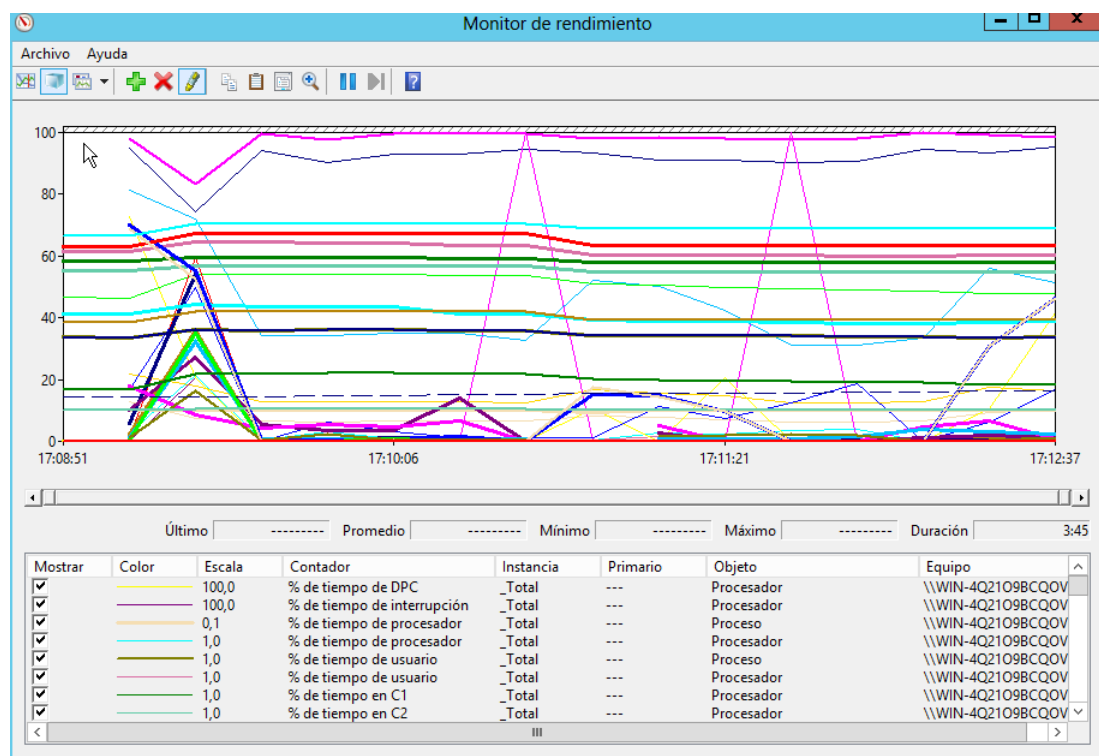 Monitor de rendimiento
Archivo Ayuda
100
80
60
40
20
0
17:08:51 17:10:06 17:11:21 17:12:37
Último --------- Promedio --------- Mínimo --------- Máximo --------- Duración 3:45
Mostrar Color Escala Contador Instancia Primario Objeto Equipo
100,0 % de tiempo de DPC _Total --- Procesador \\WIN-4Q21O9BCQOV
100,0 % de tiempo de interrupción _Total --- Procesador \\WIN-4Q21O9BCQOV
0,1 % de tiempo de procesador _Total --- Proceso \\WIN-4Q21O9BCQOV
1,0 % de tiempo de procesador _Total --- Procesador \\WIN-4Q21O9BCQOV
1,0 % de tiempo de usuario _Total --- Proceso \\WIN-4Q21O9BCQOV
1,0 % de tiempo de usuario _Total --- Procesador \\WIN-4Q21O9BCQOV
1,0 % de tiempo en C1 _Total --- Procesador \\WIN-4Q21O9BCQOV
1,0 % de tiempo en C2 _Total --- Procesador \\WIN-4Q21O9BCQOV